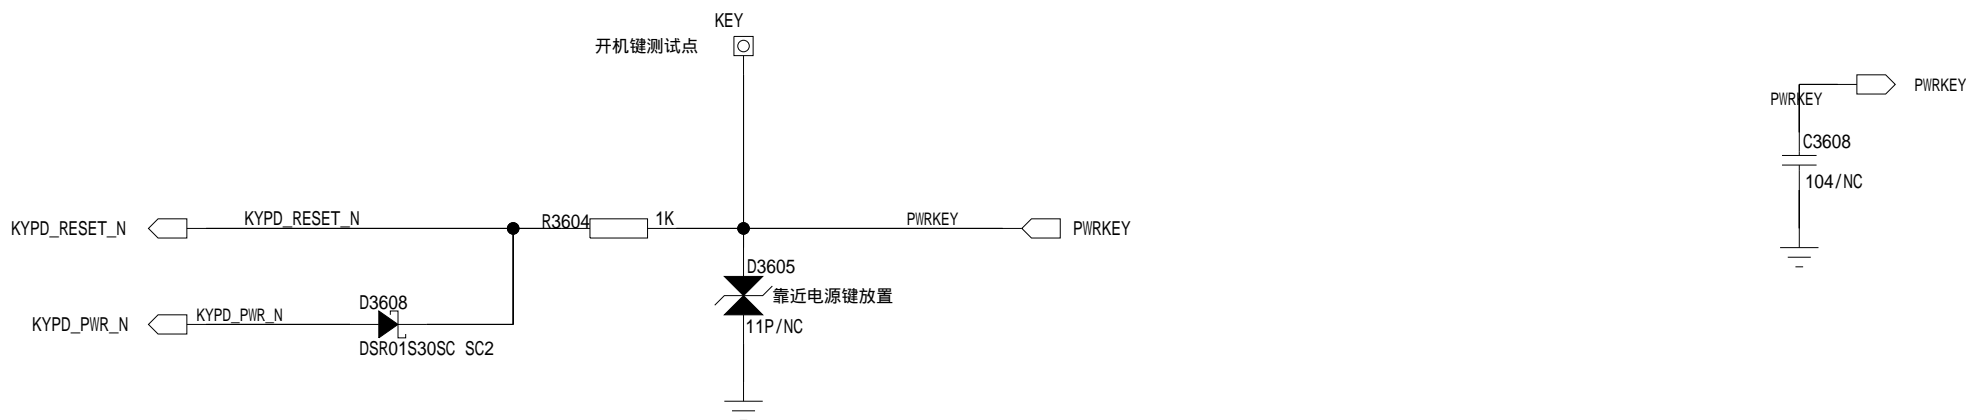 KEY
开机键测试点
PWRKEY
PWRKEY
C3608
104/NC
KYPD_RESET_N
KYPD_RESET_N
R3604
1K
PWRKEY
PWRKEY
D3605
靠近电源键放置
11P/NC
D3608
KYPD_PWR_N
KYPD_PWR_N
DSR01S30SC SC2